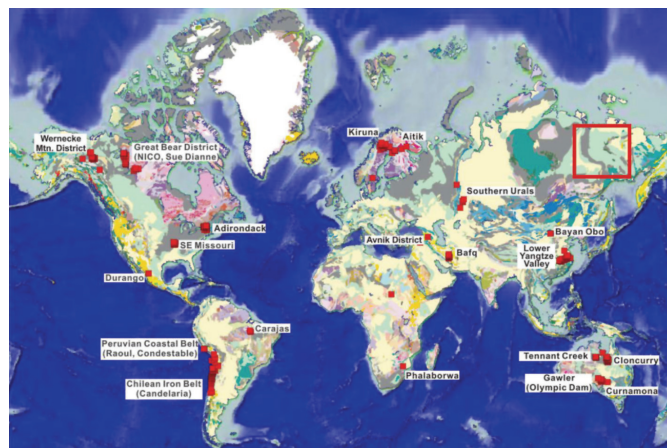 Wernecke
Mtn. District
Great Bear District
(NICO, Sue Dianne)
Kiruna
Aitik
Southern Urals
Adirondack
SE Missouri
Avnik District
Bafq
Bayan Obo
Lower
Yangtze
Valley
Durango
Carajas
Peruvian Coastal Belt
(Raoul, Condestable)
Chilean Iron Belt
(Candelaria)
Phalaborwa
Tennant Creek
Cloncurry
Gawler
(Olympic Dam)
Curnamona